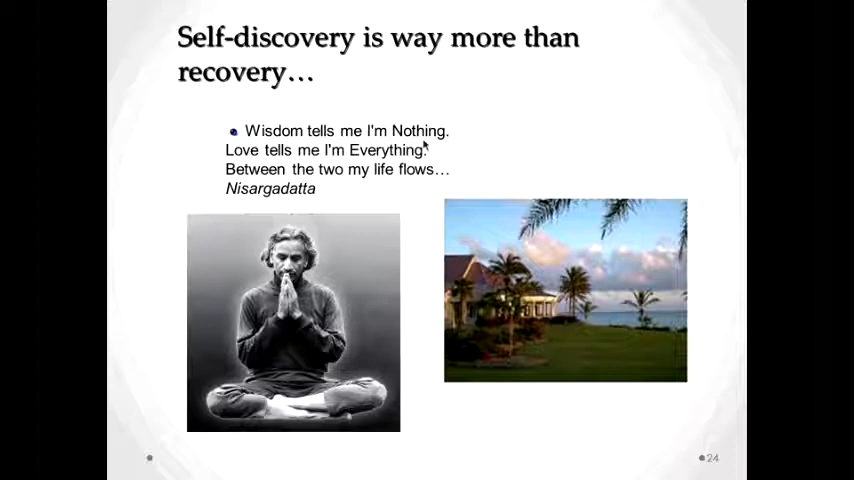 Self-discovery is way more than
recovery…
Wisdom tells me I'm Nothing.
Love tells me I'm Everything.
Between the two my life flows…
Nisargadatta
24